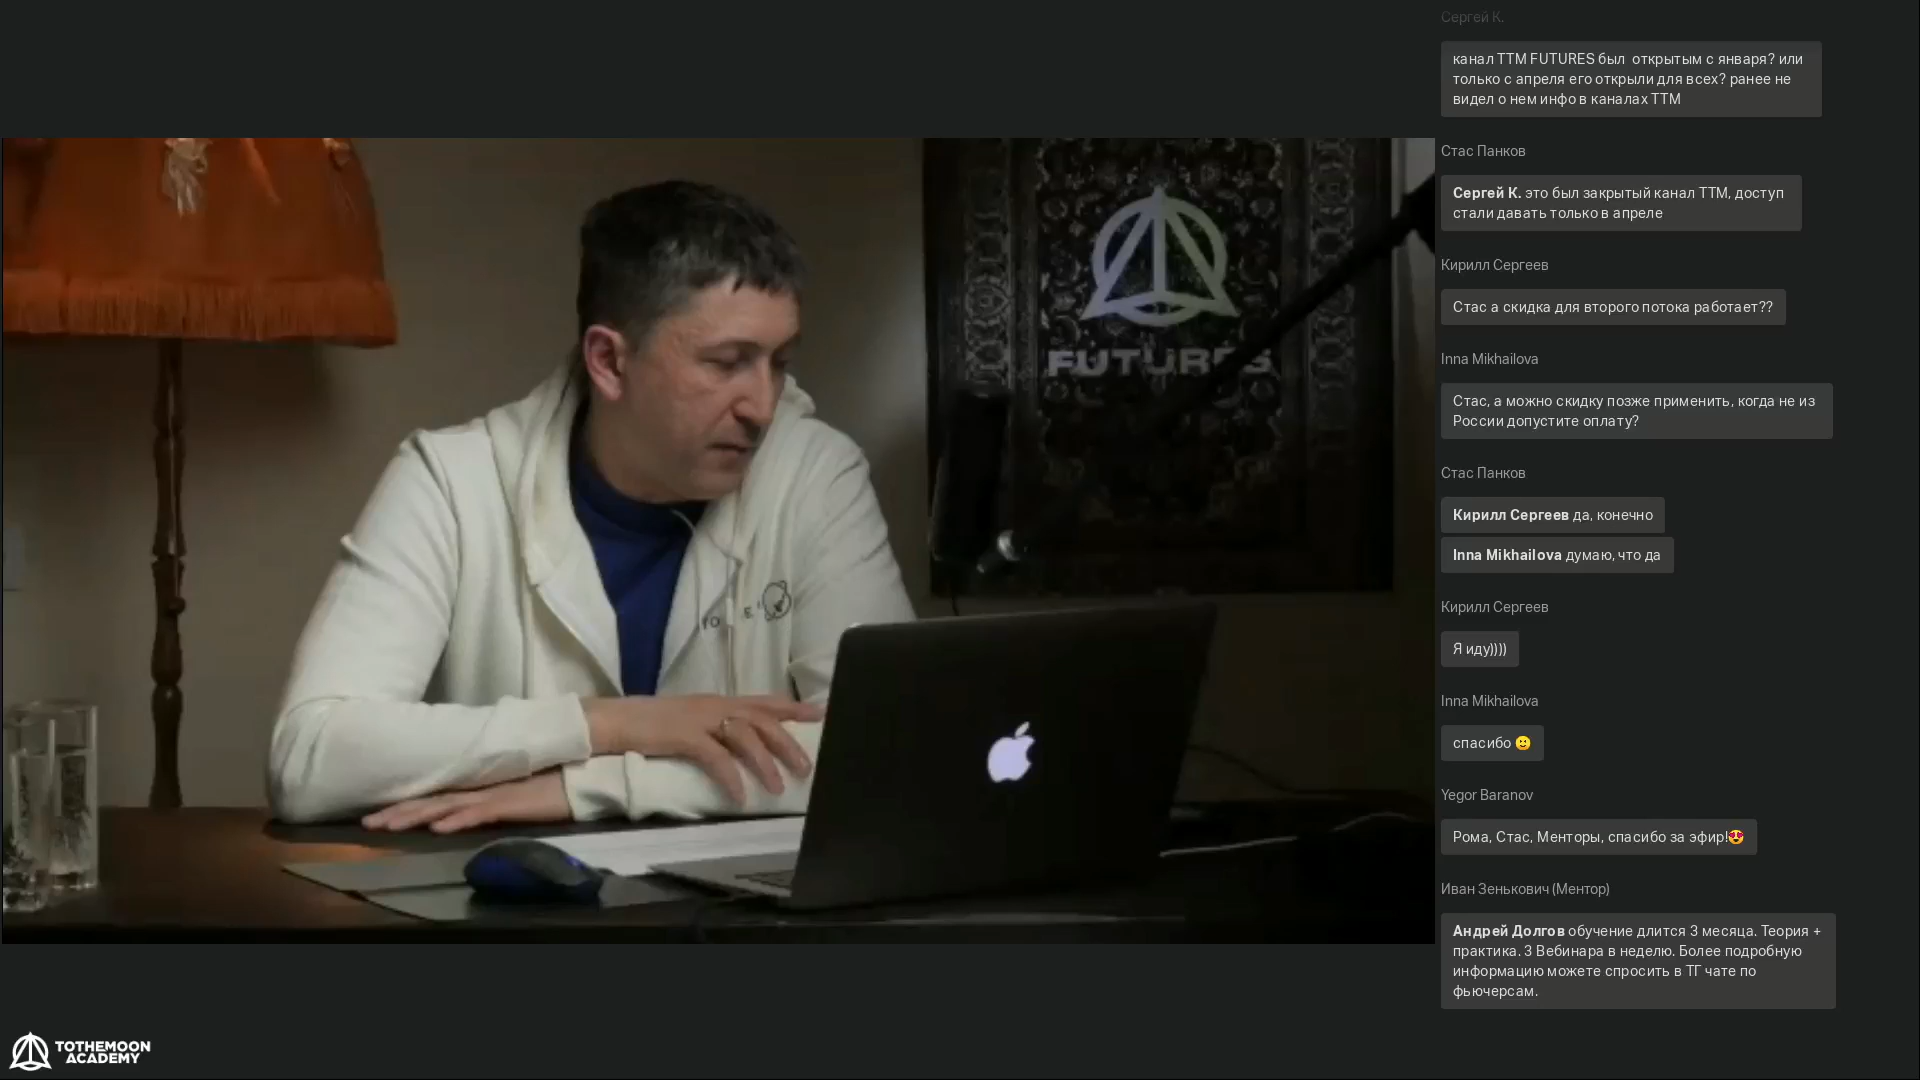 Сергей К.
канал ТТМ FUTURES был  открытым с января? или
только с апреля его открыли для всех? ранее не
видел о нем инфо в каналах ТТМ
Стас Панков
Сергей К. это был закрытый канал ТТМ, доступ
стали давать только в апреле
Кирилл Сергеев
Стас а скидка для второго потока работает??
Inna Mikhailova
Стас, а можно скидку позже применить, когда не из
России допустите оплату?
Стас Панков
Кирилл Сергеев да, конечно
Inna Mikhailova думаю, что да
Кирилл Сергеев
Я иду))))
Inna Mikhailova
спасибо 😃
Yegor Baranov
Рома, Стас, Менторы, спасибо за эфир!😍
Иван Зенькович (Ментор)
Андрей Долгов обучение длится 3 месяца. Теория +
практика. 3 Вебинара в неделю. Более подробную
информацию можете спросить в ТГ чате по
фьючерсам.
FUTURES
TOTHEMOON
ACADEMY